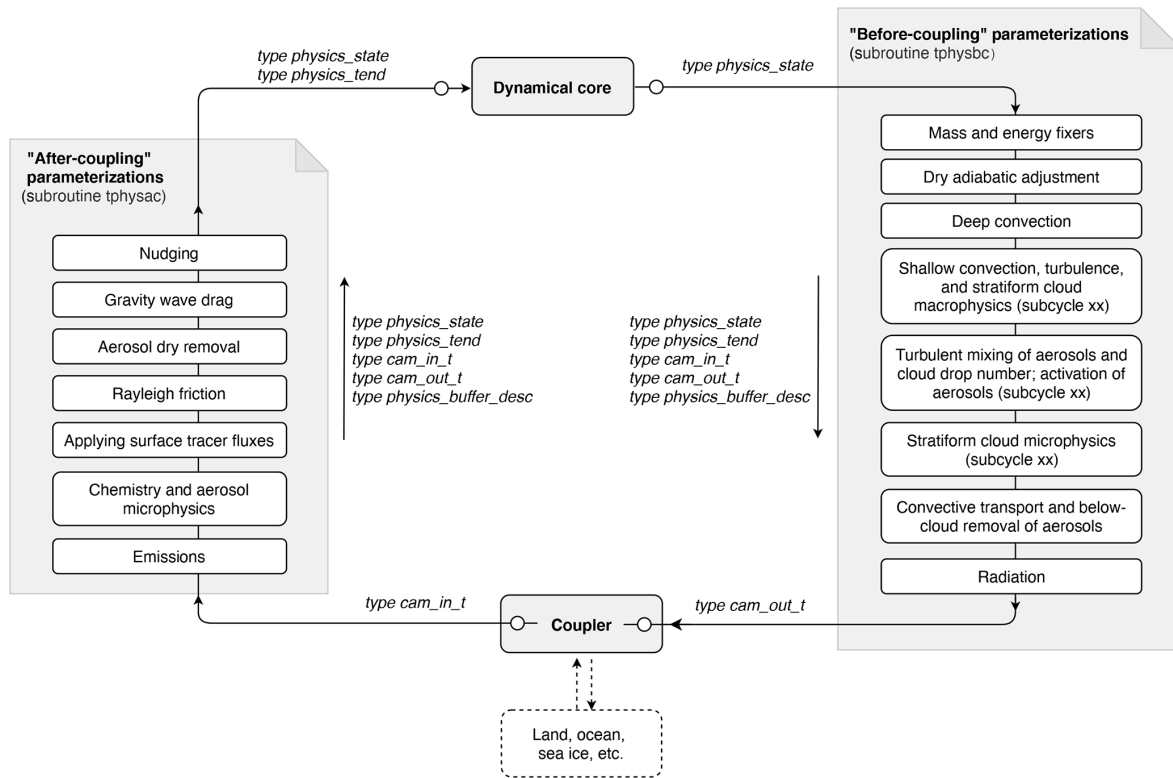 "Before-coupling" parameterizations
(subroutine tphysbc)
type physics_state
type physics_tend
Dynamical core
type physics_state
Mass and energy fixers
Dry adiabatic adjustment
Deep convection
Shallow convection, turbulence,
and stratiform cloud
macrophysics (subcycle xx)
Turbulent mixing of aerosols and
cloud drop number; activation of
aerosols (subcycle xx)
Stratiform cloud microphysics
(subcycle xx)
Convective transport and below-
cloud removal of aerosols
Radiation
"After-coupling"
parameterizations
(subroutine tphysac)
Nudging
Gravity wave drag
Aerosol dry removal
Rayleigh friction
Applying surface tracer fluxes
Chemistry and aerosol
microphysics
Emissions
type physics_state
type physics_tend
type cam_in_t
type cam_out_t
type physics_buffer_desc
type physics_state
type physics_tend
type cam_in_t
type cam_out_t
type physics_buffer_desc
type cam_in_t
Coupler
type cam_out_t
Land, ocean,
sea ice, etc.